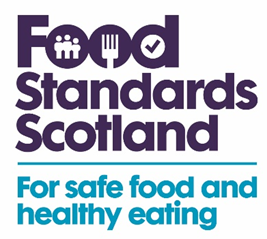 Food
Standards
Scotland
For safe food and
healthy eating